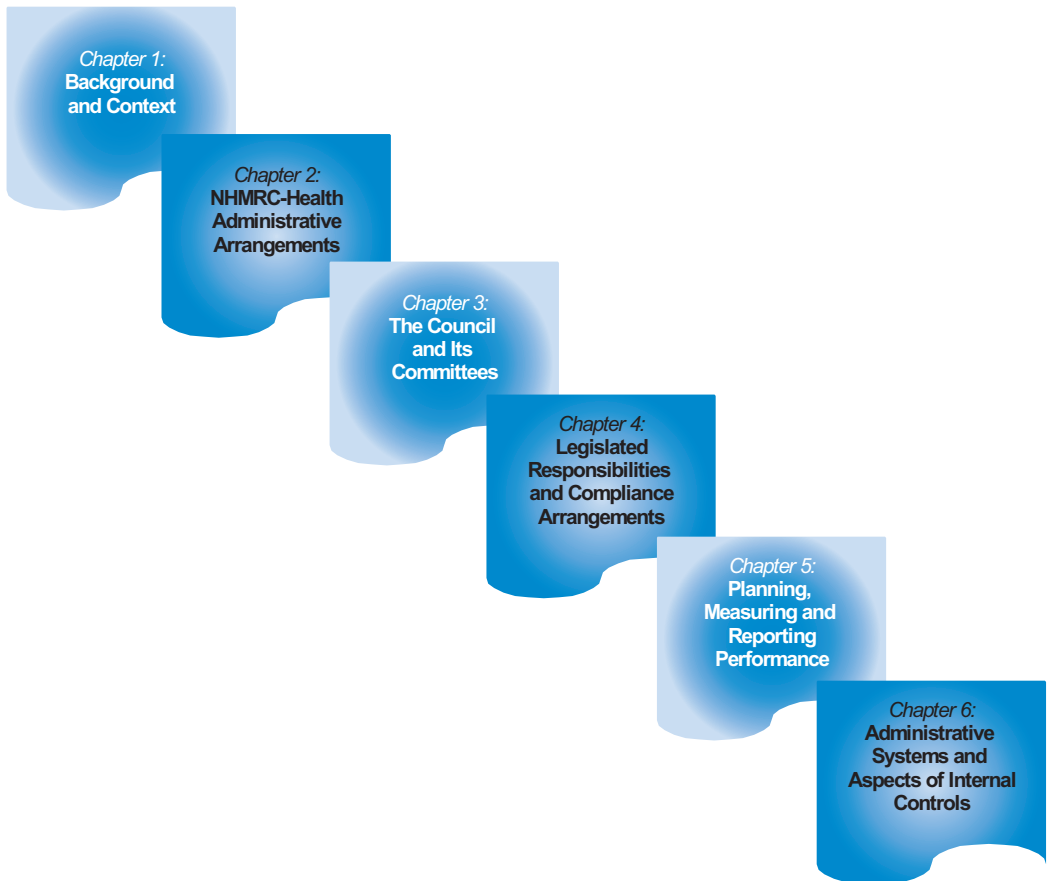 Chapter 1:
Background
and Context
Chapter 2:
NHMRC-Health
Administrative
Arrangements
Chapter 3:
The Council
and Its
Committees
Chapter 4:
Legislated
Responsibilities
and Compliance
Arrangements
Chapter 5:
Planning,
Measuring and
Reporting
Performance
Chapter 6:
Administrative
Systems and
Aspects of Internal
Controls